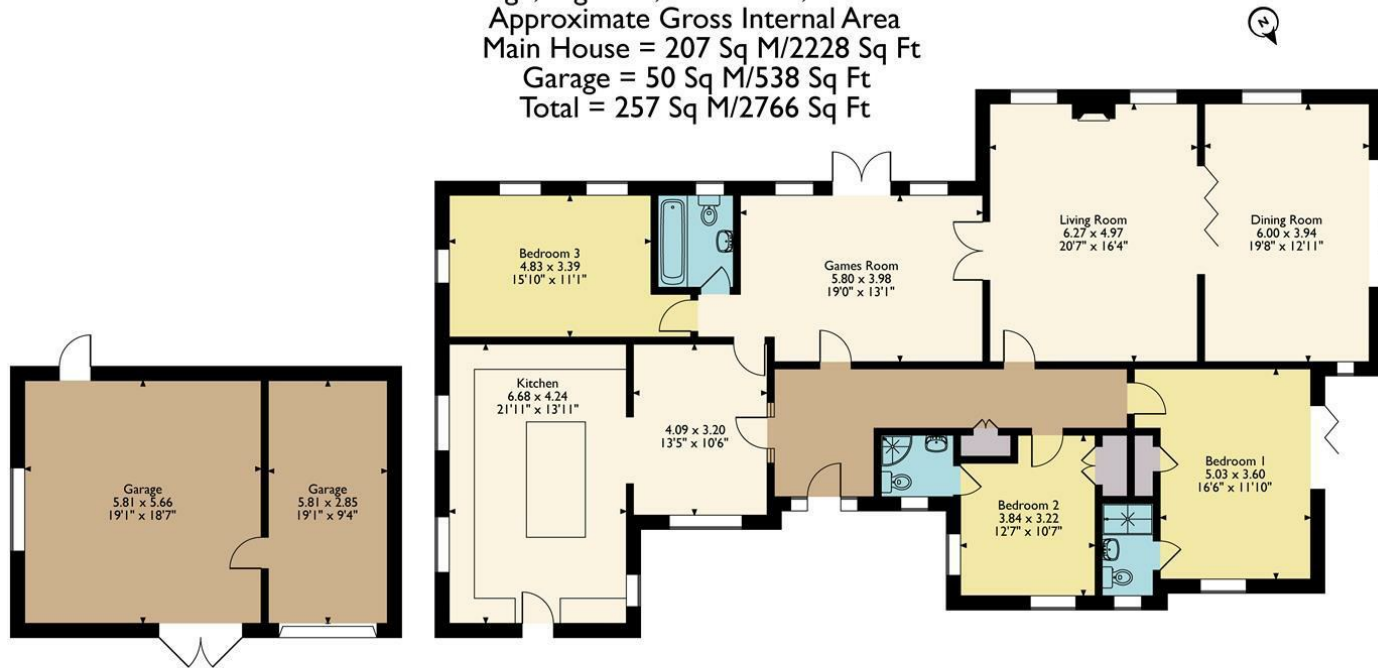 Approximate Gross Internal Area
Main House = 207 Sq M/2228 Sq Ft
Garage = 50 Sq M/538 Sq Ft
Total = 257 Sq M/2766 Sq Ft
N
Living Room
6.27 x 4.97
20'7" x 16'4"
Dining Room
6.00 x 3.94
19'8" x 12'11"
Bedroom 3
4.83 x 3.39
15'10" x 11'1"
Games Room
5.80 x 3.98
19'0" x 13'1"
Kitchen
6.68 x 4.24
21'11" x 13'11"
4.09 x 3.20
13'5" x 10'6"
Bedroom 1
5.03 x 3.60
16'6" x 11'10"
Garage
5.81 x 5.66
19'1" x 18'7"
Garage
5.81 x 2.85
19'1" x 9'4"
Bedroom 2
3.84 x 3.22
12'7" x 10'7"